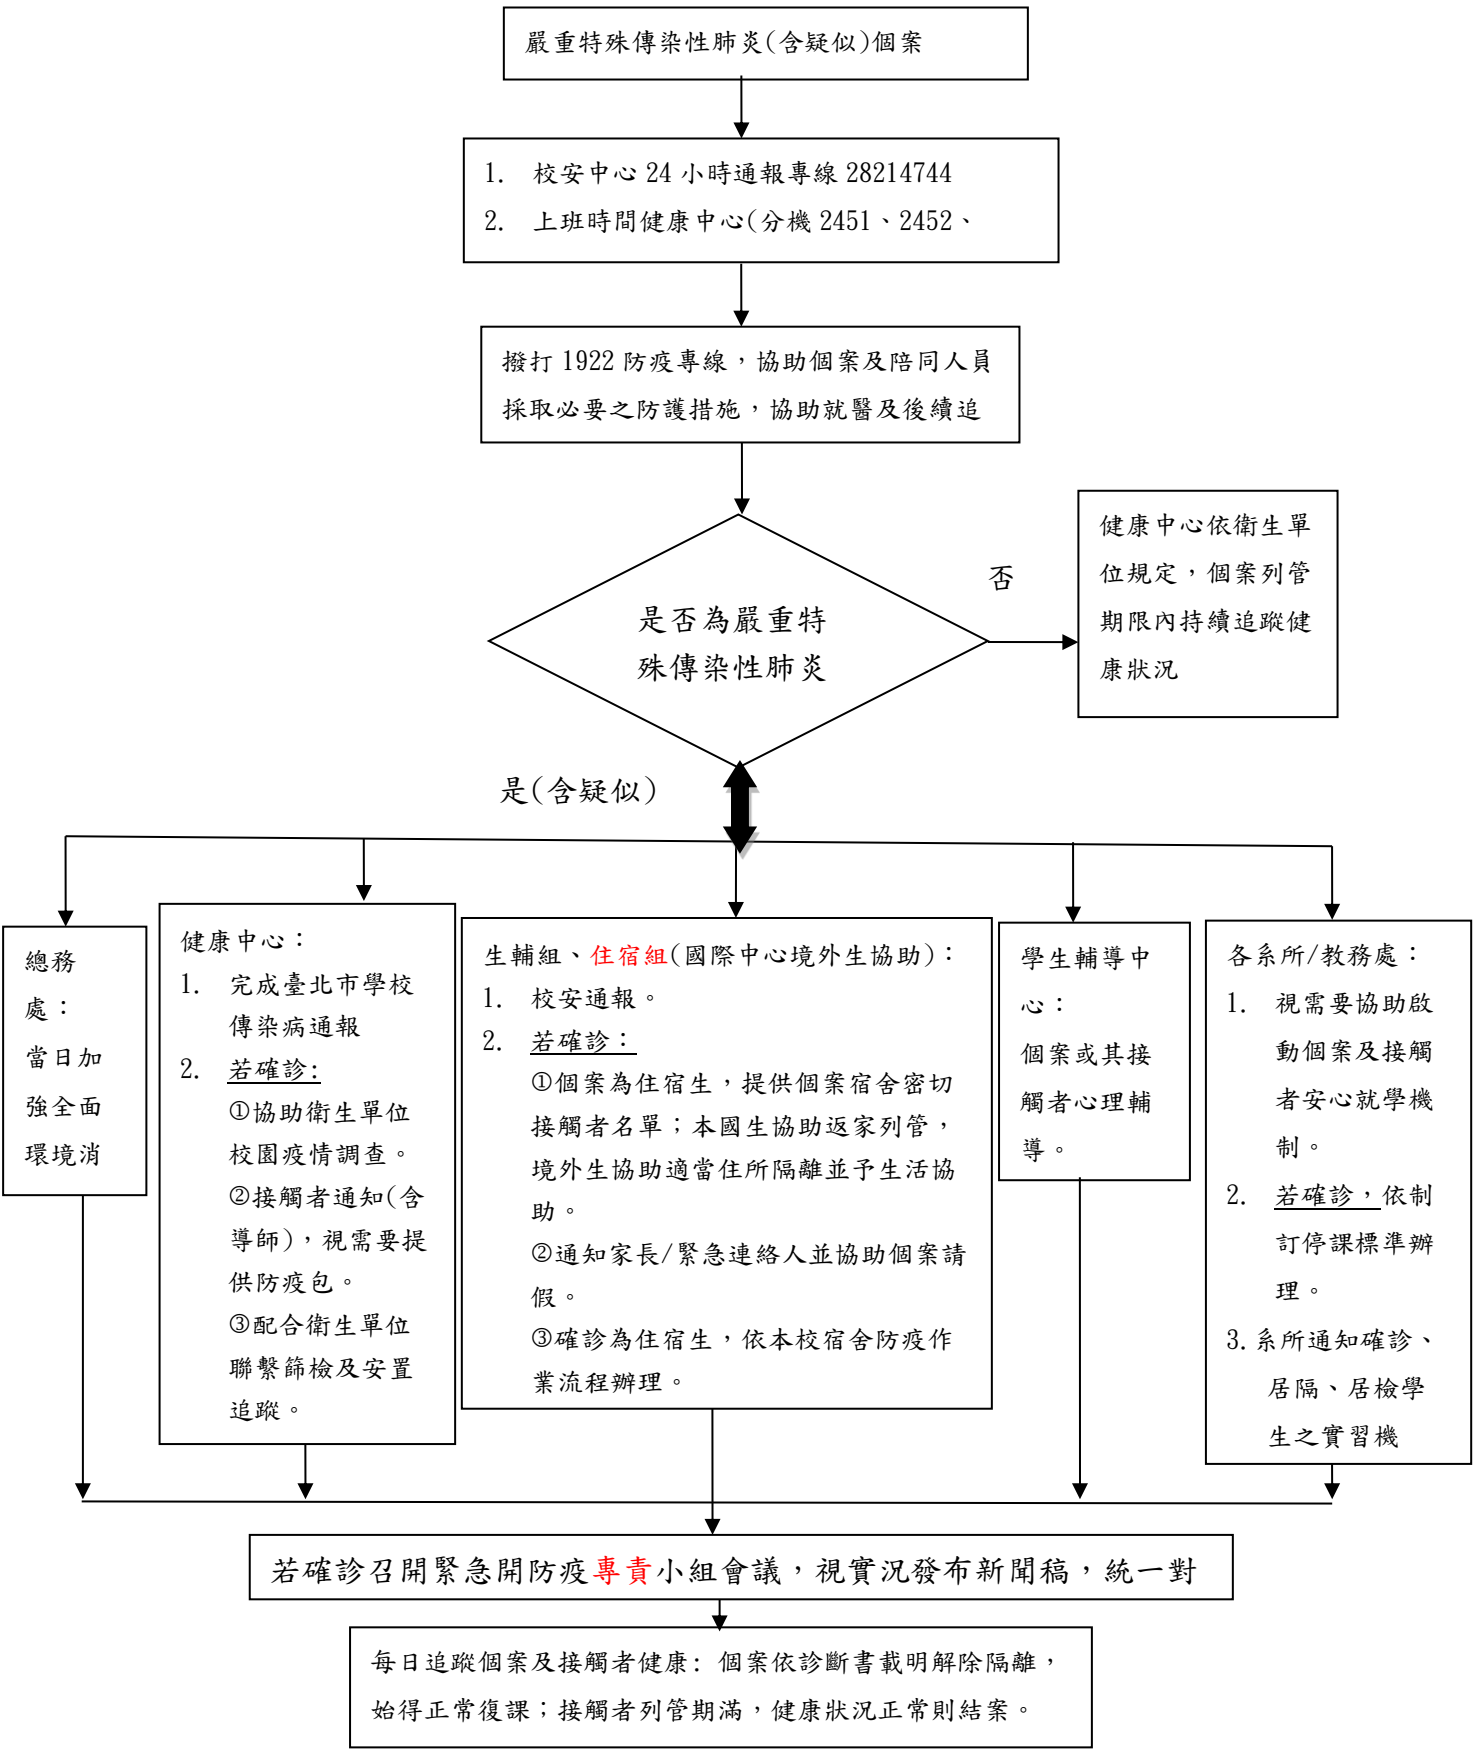 嚴重特殊傳染性肺炎(含疑似)個案
1. 校安中心 24 小時通報專線 28214744
2. 上班時間健康中心(分機 2451、2452、
撥打 1922 防疫專線，協助個案及陪同人員
採取必要之防護措施，協助就醫及後續追
是否為嚴重特
殊傳染性肺炎
否
健康中心依衛生單
位規定，個案列管
期限內持續追蹤健
康狀況
是(含疑似)
總務
處：
當日加
強全面
環境消
健康中心：
1. 完成臺北市學校
傳染病通報
2. 若確診:
①協助衛生單位
校園疫情調查。
②接觸者通知(含
導師)，視需要提
供防疫包。
③配合衛生單位
聯繫篩檢及安置
追蹤。
生輔組、住宿組(國際中心境外生協助)：
1. 校安通報。
2. 若確診：
①個案為住宿生，提供個案宿舍密切
接觸者名單；本國生協助返家列管，
境外生協助適當住所隔離並予生活協
助。
②通知家長/緊急連絡人並協助個案請
假。
③確診為住宿生，依本校宿舍防疫作
業流程辦理。
學生輔導中
心：
個案或其接
觸者心理輔
導。
各系所/教務處：
1. 視需要協助啟
動個案及接觸
者安心就學機
制。
2. 若確診，依制
訂停課標準辦
理。
3.系所通知確診、
居隔、居檢學
生之實習機
若確診召開緊急開防疫專責小組會議，視實況發布新聞稿，統一對
每日追蹤個案及接觸者健康: 個案依診斷書載明解除隔離，
始得正常復課；接觸者列管期滿，健康狀況正常則結案。